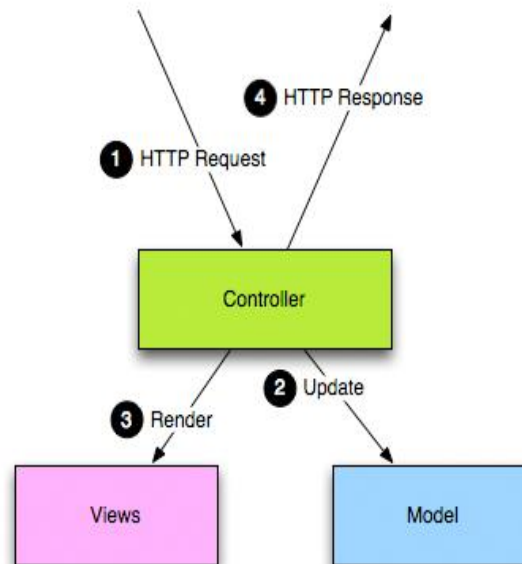 4 HTTP Response
1 HTTP Request
Controller
2 Update
3 Render
Views
Model